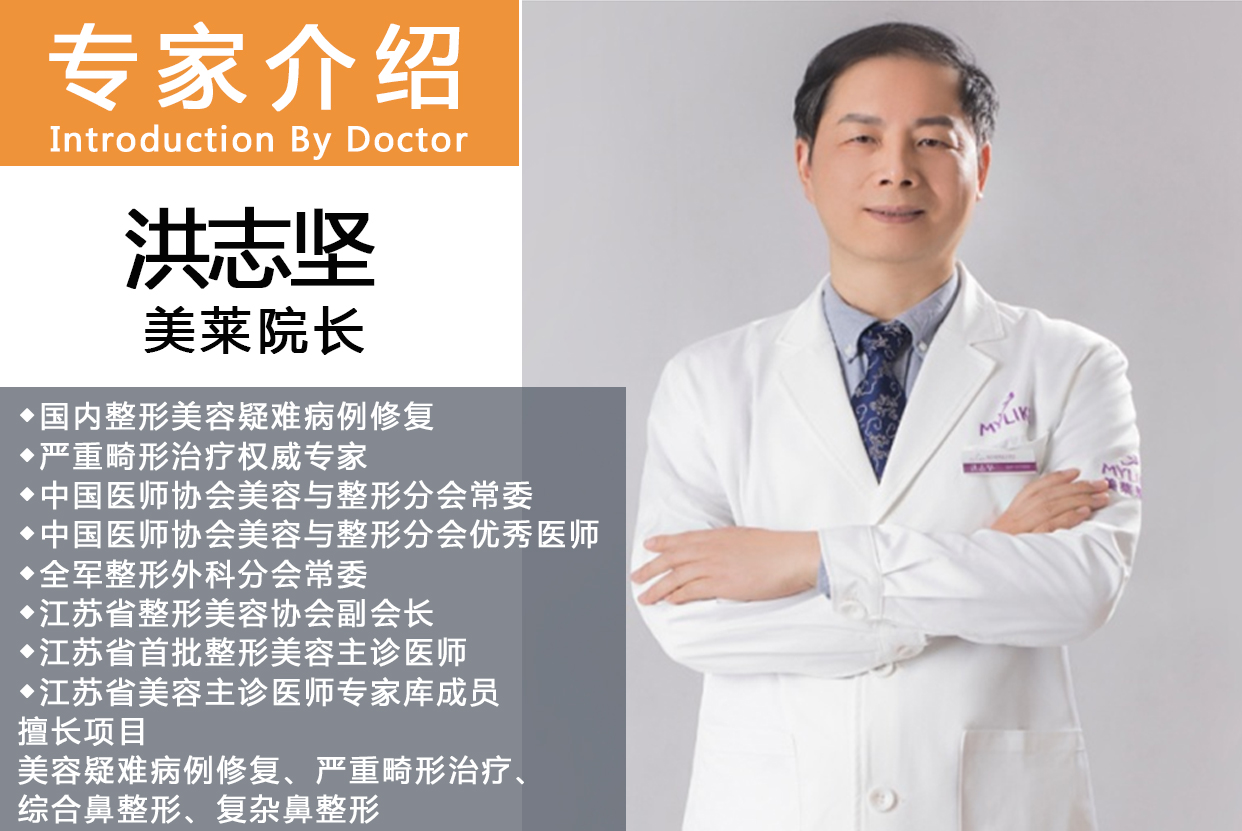 专家介绍
Introduction By Doctor
洪志坚
美莱院长
◆国内整形美容疑难病例修复
◆严重畸形治疗权威专家
◆中国医师协会美容与整形分会常委
◆中国医师协会美容与整形分会优秀医师
◆全军整形外科分会常委
◆江苏省整形美容协会副会长
◆江苏省首批整形美容主诊医师
◆江苏省美容主诊医师专家库成员
擅长项目
美容疑难病例修复、严重畸形治疗、
综合鼻整形、复杂鼻整形
MYLIK
洪志坚